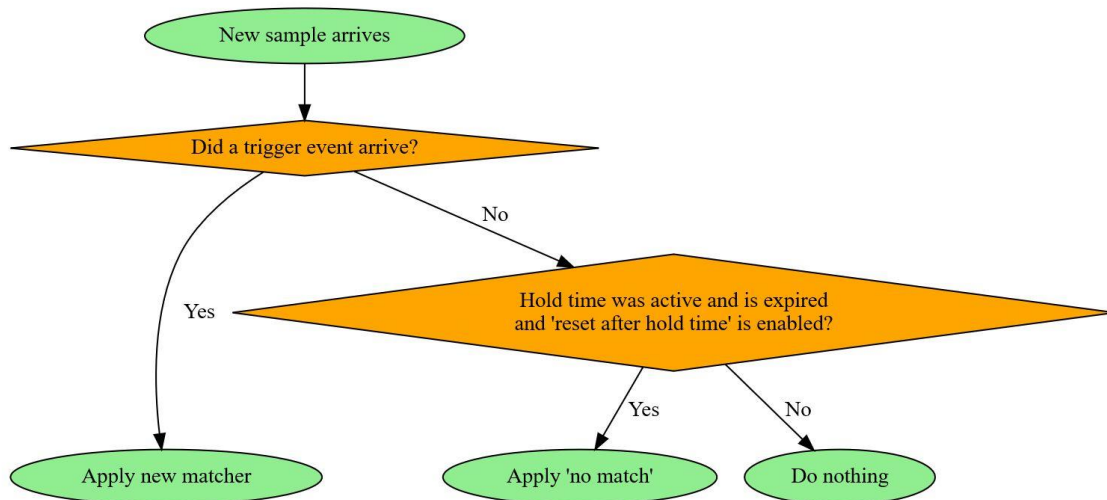 New sample arrives
Did a trigger event arrive?
No
Hold time was active and is expired
and 'reset after hold time' is enabled?
Yes
Yes
No
Apply new matcher
Apply 'no match'
Do nothing